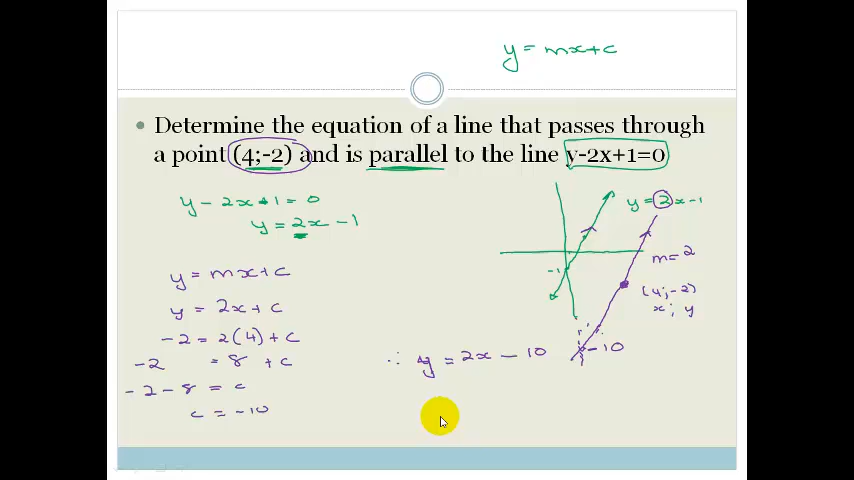 y = mx+c
• Determine the equation of a line that passes through
a point (4;-2) and is parallel to the line y-2x+1=0
y - 2x + 1 = 0
y = 2x - 1
y = mx + c
y = 2x + c
-2 = 2(4) + c
-2 = 8 + c
-2 - 8 = c
c = -10
∴ y = 2x - 10
y = 2x - 1
-1
m = 2
(4;-2)
x; y
-10